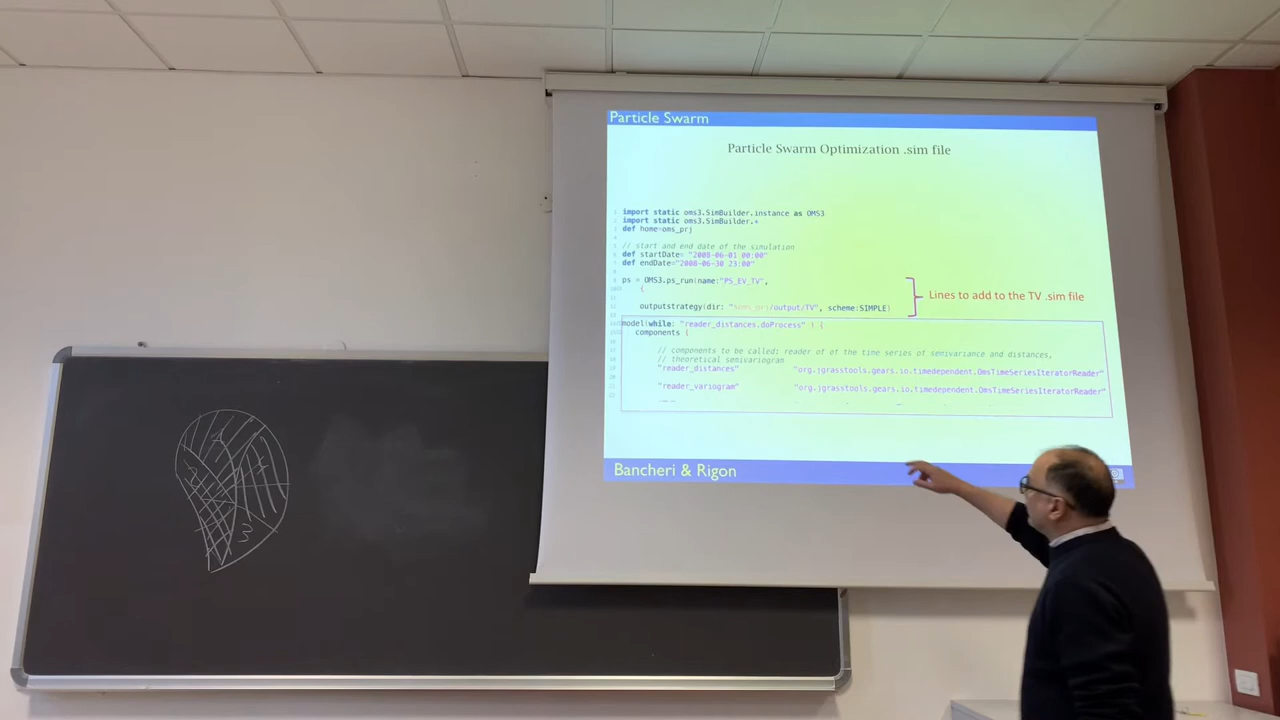 Particle Swarm
Particle Swarm Optimization .sim file
import static oms3.SimBuilder.instance as OMS3
import static oms3.SimBuilder.*
def home=oms_prj
// start and end date of the simulation
def startDate= "2008-06-01 00:00"
def endDate="2008-06-30 23:00"
ps = OMS3.ps_run(name:"PS_EV_TV",
{
outputstrategy(dir: /output/TV", scheme:SIMPLE)
Lines to add to the TV .sim file
model(while: "reader_distances.doProcess" ) {
components {
// components to be called: reader of of the time series of semivariance and distances,
// theoretical semivariogram
"reader_distances" "org.jgrasstools.gears.io.timedependent.OmsTimeSeriesIteratorReader"
"reader_variogram" "org.jgrasstools.gears.io.timedependent.OmsTimeSeriesIteratorReader"
Bancheri & Rigon
1
2
3